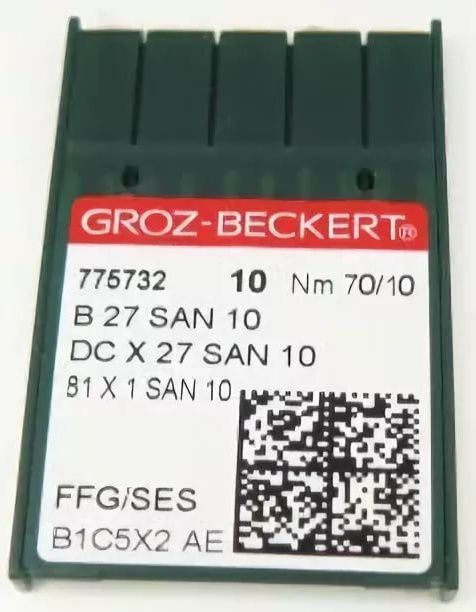 GROZ-BECKERT®
775732 10 Nm 70/10
B 27 SAN 10
DC X 27 SAN 10
81 X 1 SAN 10
FFG/SES
B1C5X2 AE